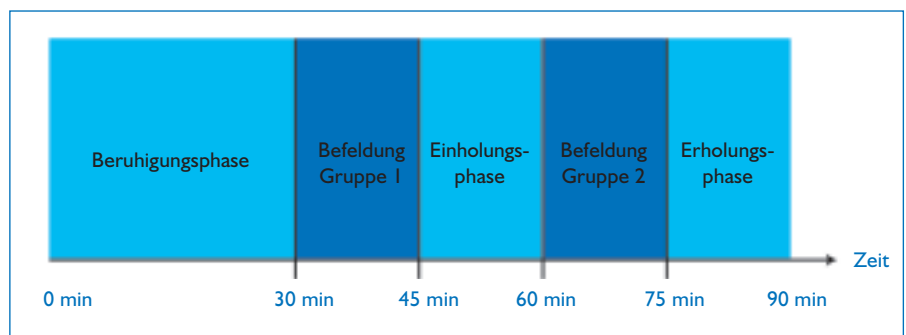 Beruhigungsphase
Befeldung
Gruppe 1
Einholungs-
phase
Befeldung
Gruppe 2
Erholungs-
phase
Zeit
0 min
30 min
45 min
60 min
75 min
90 min